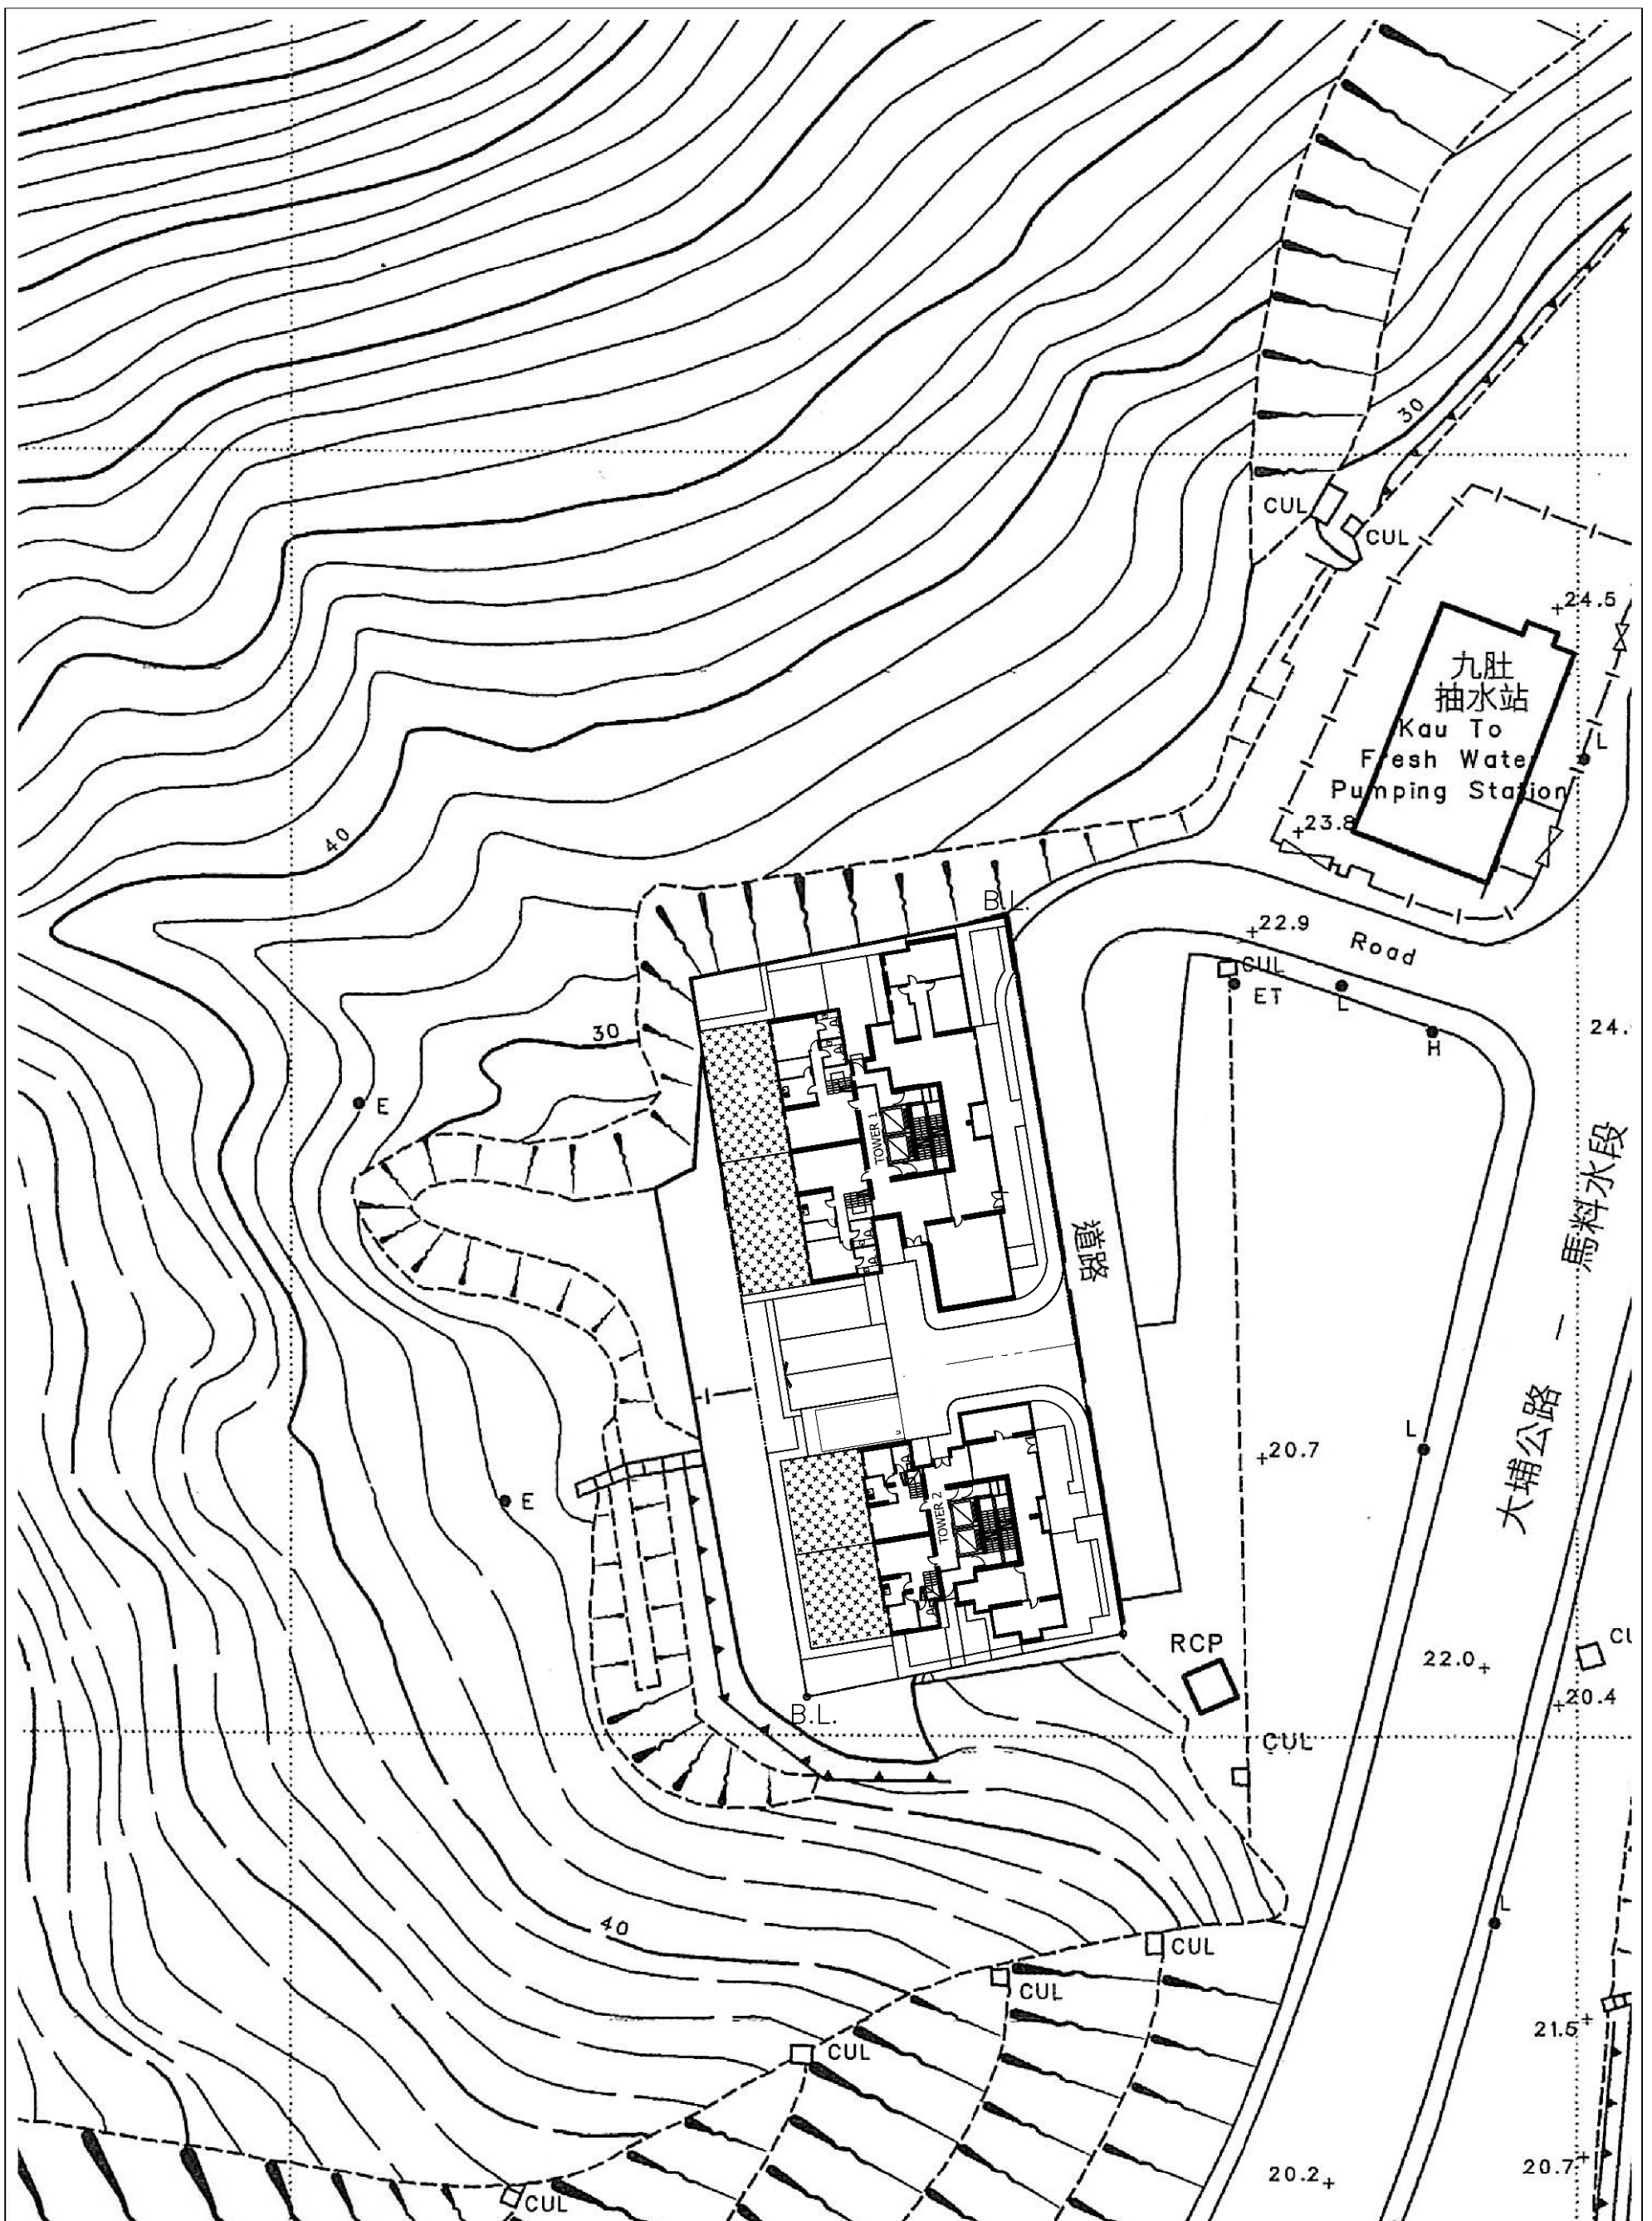 30
CUL
CUL
24.5
九肚
抽水站
Kau To
Fresh Water
Pumping Station
L
23.8
40
B.L.
22.9
Road
CUL
ET
L
H
24.
30
E
TOWER 1
道路
大埔公路 － 馬料水段
L
20.7
E
TOWER 2
RCP
22.0
20.4
B.L.
CUL
40
L
CUL
CUL
21.5
CUL
20.7
20.2
CUL